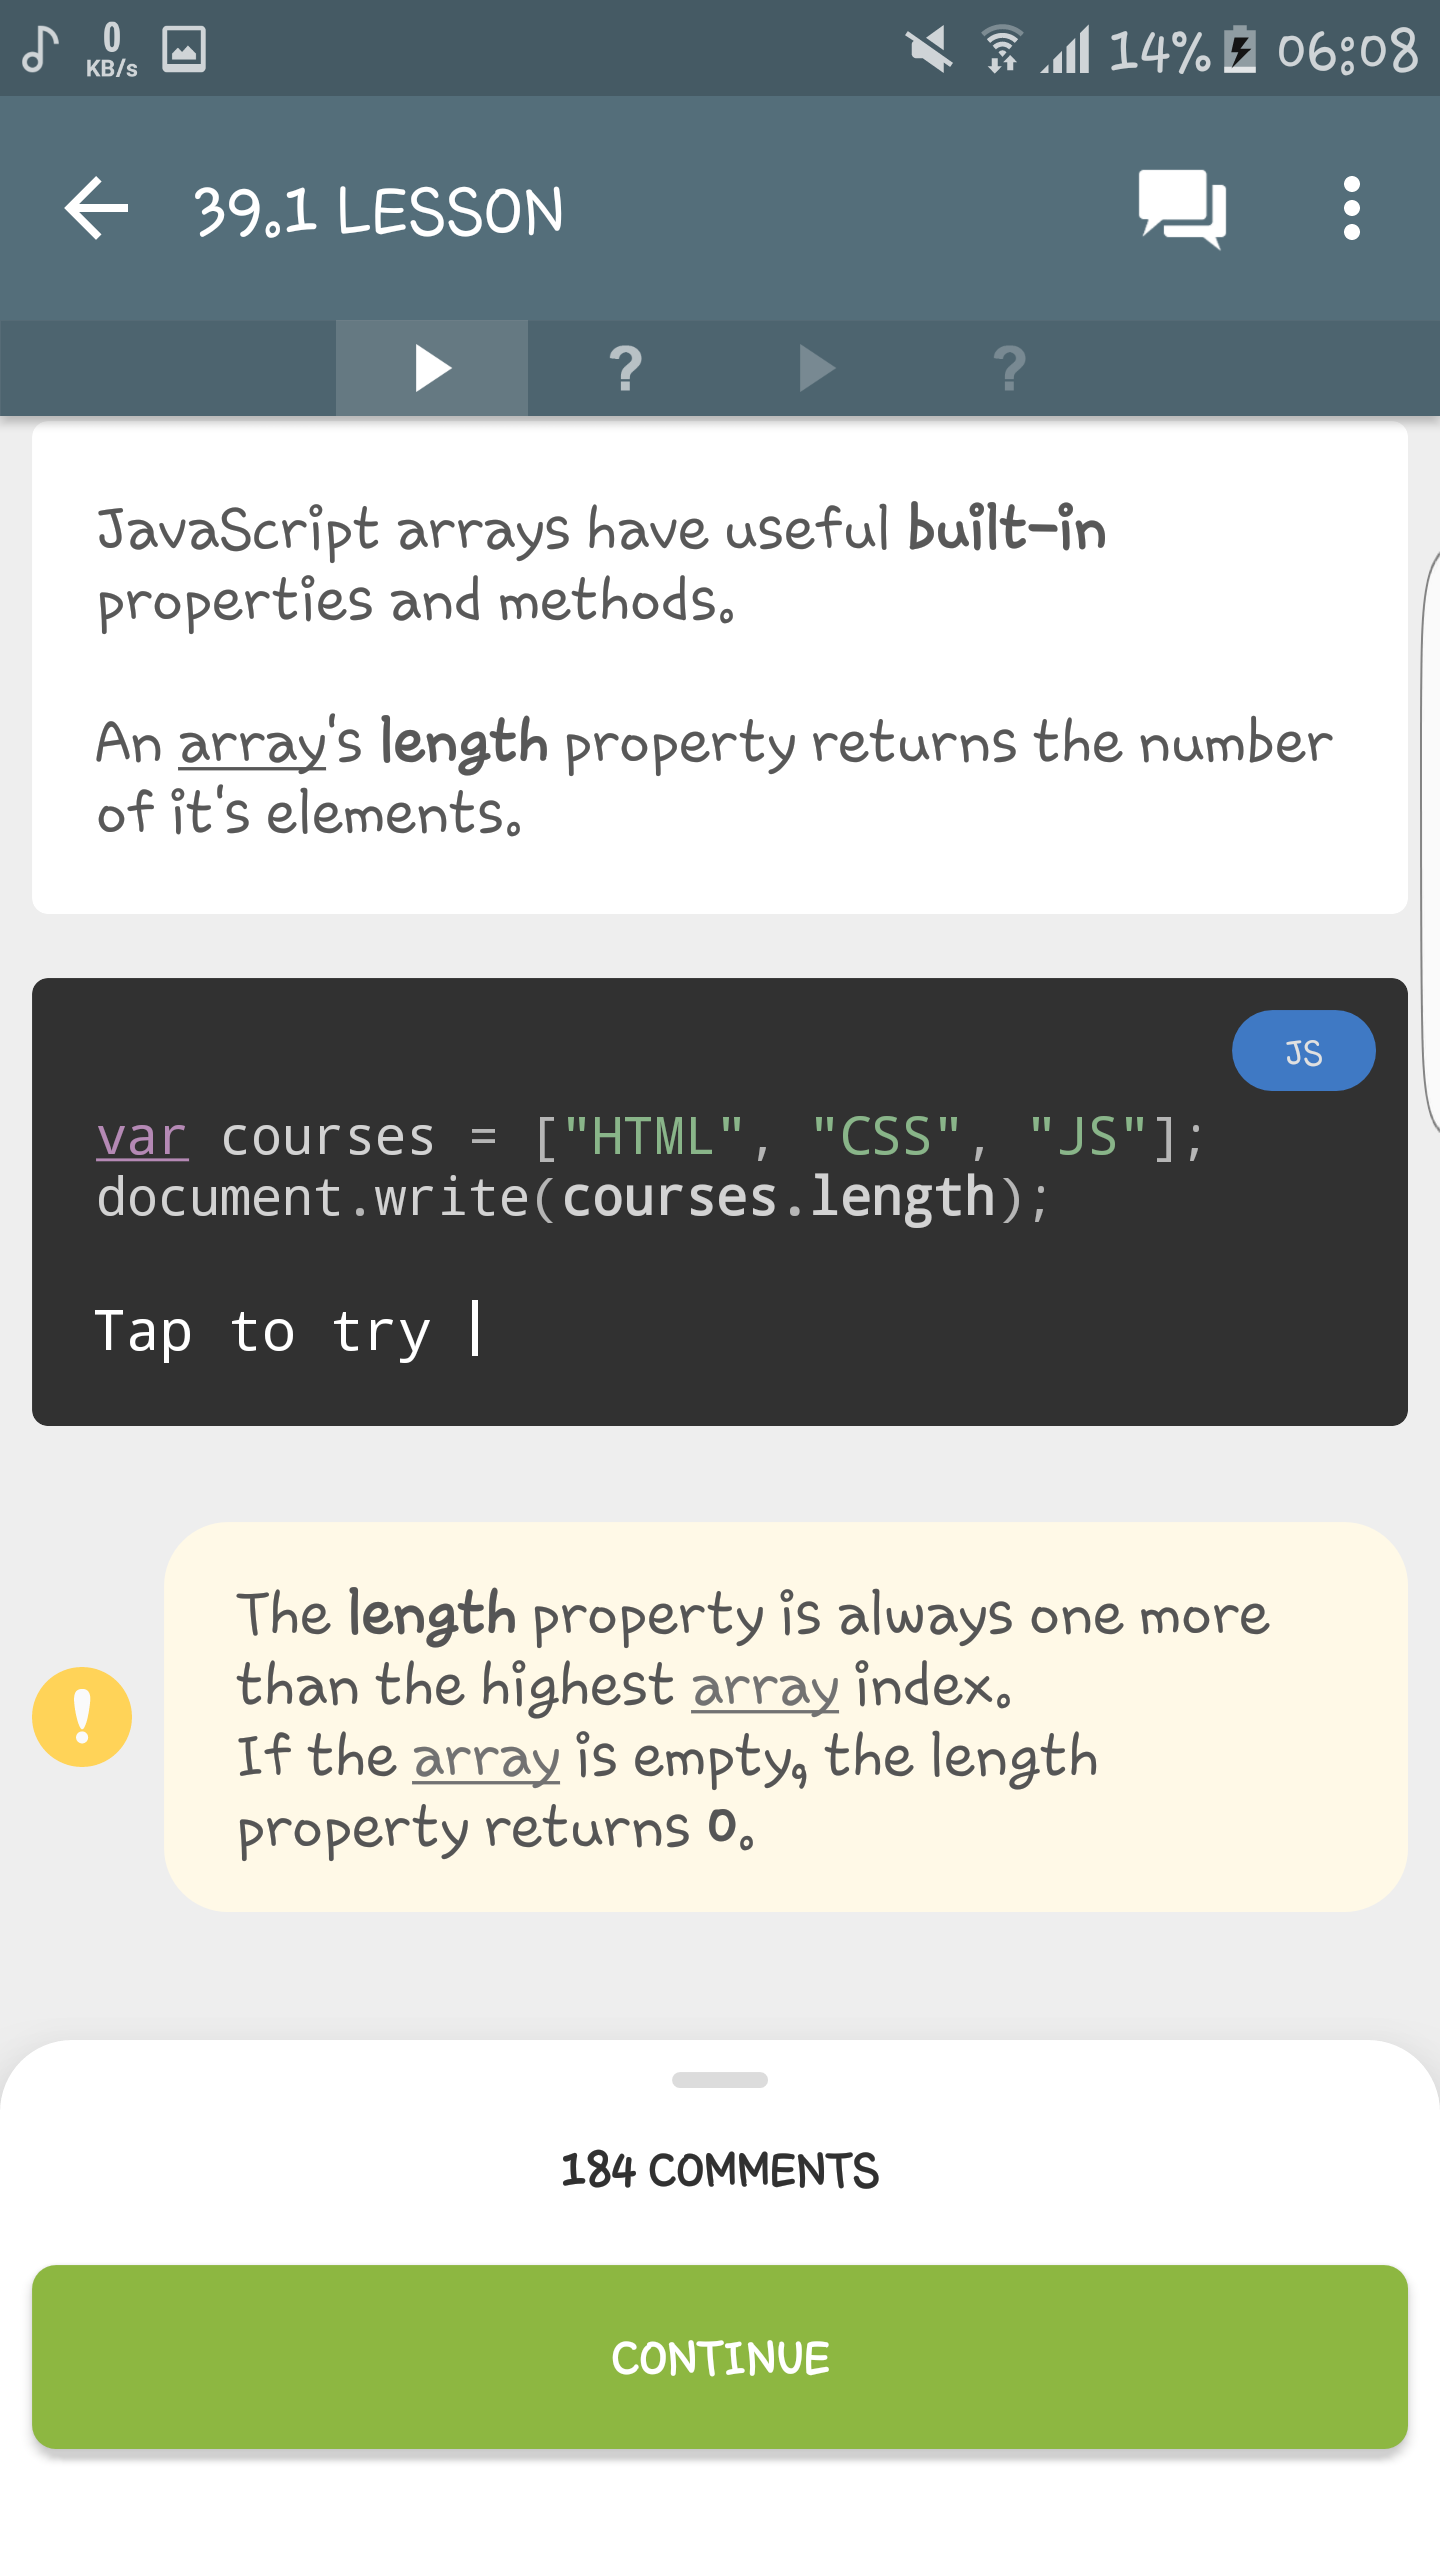 0
KB/s
14%
06:08
39.1 LESSON
?
?
JavaScript arrays have useful built-in
properties and methods.
An array's length property returns the number
of it's elements.
JS
var courses = ["HTML", "CSS", "JS"];
document.write(courses.length);
Tap to try |
!
The length property is always one more
than the highest array index.
If the array is empty, the length
property returns 0.
184 COMMENTS
CONTINUE